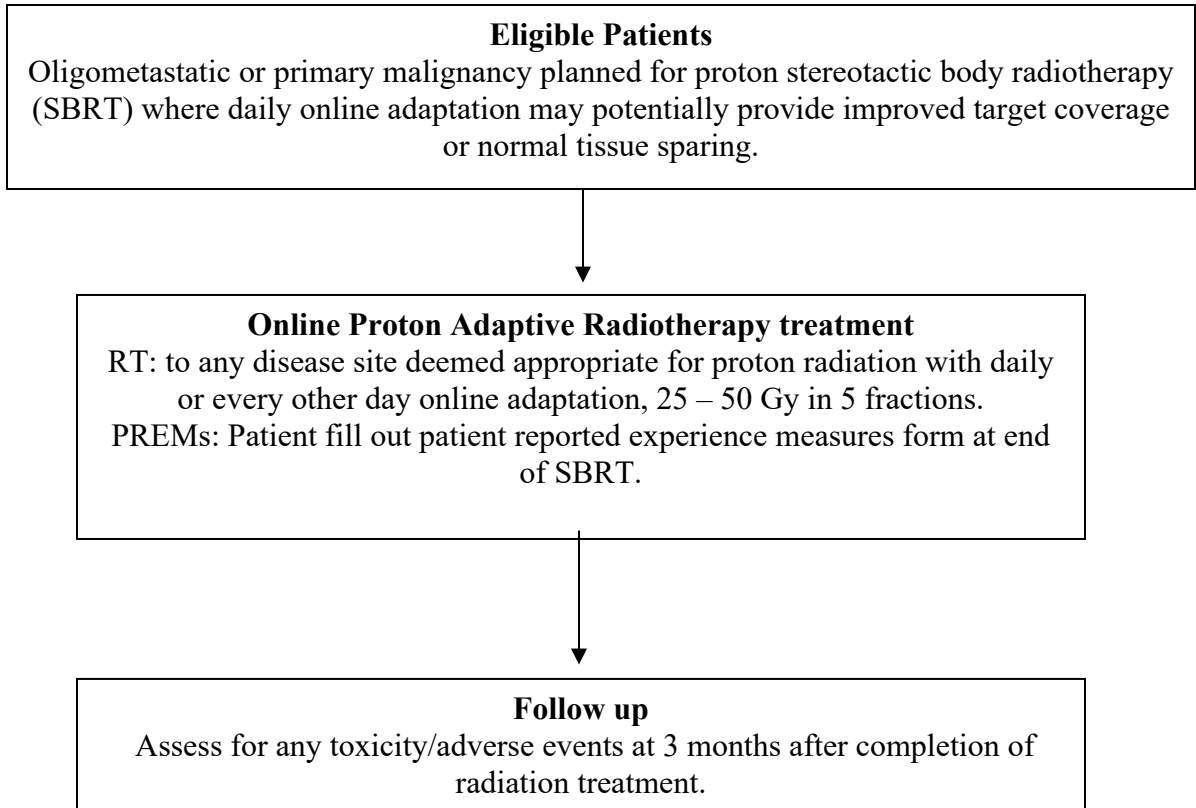 Eligible Patients
Oligometastatic or primary malignancy planned for proton stereotactic body radiotherapy
(SBRT) where daily online adaptation may potentially provide improved target coverage
or normal tissue sparing.
Online Proton Adaptive Radiotherapy treatment
RT: to any disease site deemed appropriate for proton radiation with daily
or every other day online adaptation, 25 – 50 Gy in 5 fractions.
PREMs: Patient fill out patient reported experience measures form at end
of SBRT.
Follow up
Assess for any toxicity/adverse events at 3 months after completion of
radiation treatment.